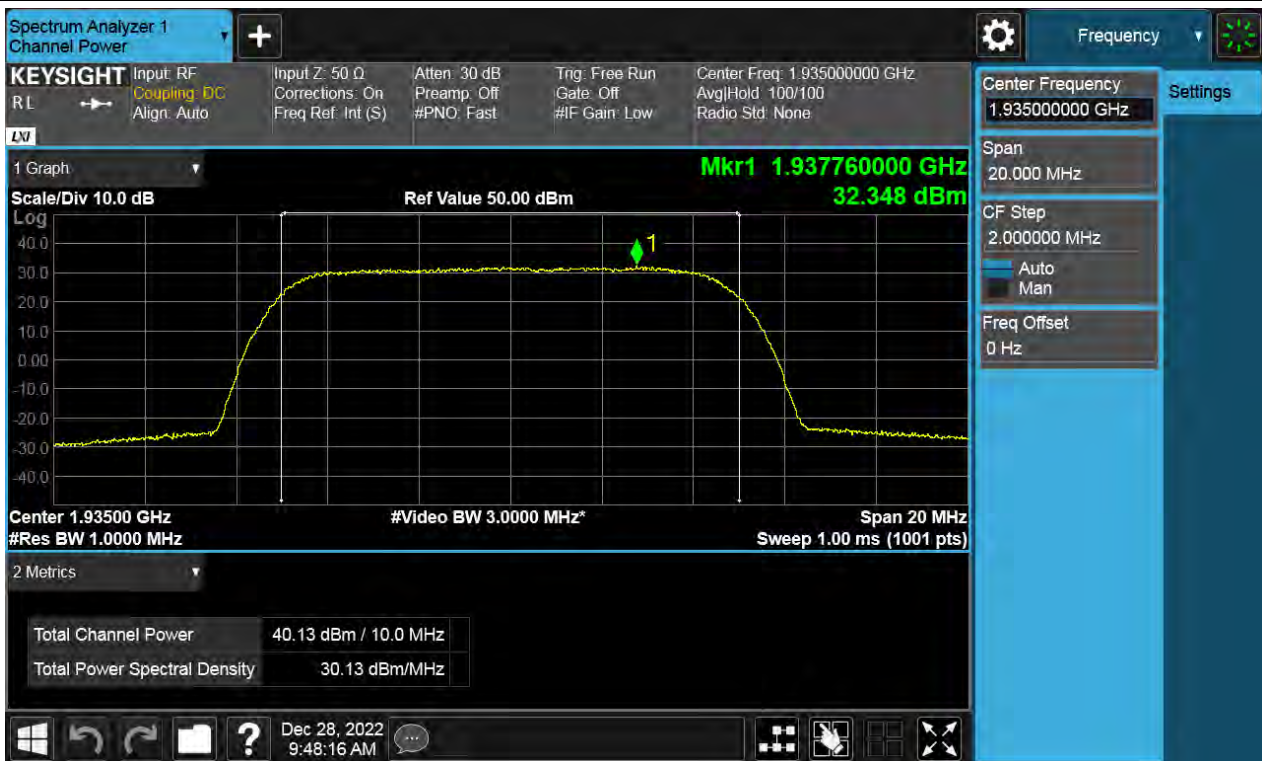 Spectrum Analyzer 1
Channel Power
+
Frequency
KEYSIGHT
R L
LXI
Input: RF
Coupling: DC
Align: Auto
Input Z: 50 Ω
Corrections: On
Freq Ref: Int (S)
Atten: 30 dB
Preamp: Off
#PNO: Fast
Trig: Free Run
Gate: Off
#IF Gain: Low
Center Freq: 1.935000000 GHz
Avg|Hold: 100/100
Radio Std: None
Center Frequency
1.935000000 GHz
Settings
Span
20.000 MHz
CF Step
2.000000 MHz
Auto
Man
Freq Offset
0 Hz
1 Graph
Mkr1 1.937760000 GHz
32.348 dBm
Scale/Div 10.0 dB
Ref Value 50.00 dBm
Log
40.0
30.0
20.0
10.0
0.00
-10.0
-20.0
-30.0
-40.0
1
Center 1.93500 GHz
#Video BW 3.0000 MHz*
Span 20 MHz
#Res BW 1.0000 MHz
Sweep 1.00 ms (1001 pts)
2 Metrics
Total Channel Power 40.13 dBm / 10.0 MHz
Total Power Spectral Density 30.13 dBm/MHz
?
Dec 28, 2022
9:48:16 AM